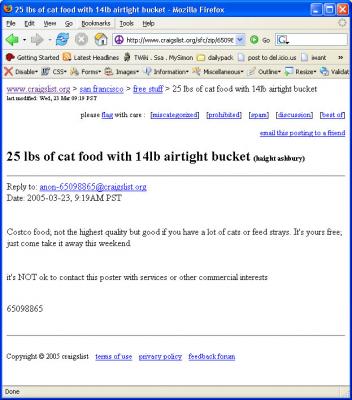 25 lbs of cat food with 14lb airtight bucket - Mozilla Firefox
File Edit View Go Bookmarks Tools Help
http://www.craigslist.org/sfc/zip/6509 Go
Getting Started Latest Headlines TWiki . Ssa . MySimon dailypack post to del.icio.us iwant »
Disable▾ CSS▾ Forms▾ Images▾ Information▾ Miscellaneous▾ Outline▾ Resize▾ Validat
www.craigslist.org > san francisco > free stuff > 25 lbs of cat food with 14lb airtight bucket
last modified: Wed, 23 Mar 09:19 PST
please flag with care : [miscategorized] [prohibited] [spam] [discussion] [best of]
email this posting to a friend
25 lbs of cat food with 14lb airtight bucket (haight ashbury)
Reply to: anon-65098865@craigslist.org
Date: 2005-03-23, 9:19AM PST
Costco food; not the highest quality but good if you have a lot of cats or feed strays. It's yours free;
just come take it away this weekend
it's NOT ok to contact this poster with services or other commercial interests
65098865
Copyright © 2005 craigslist terms of use privacy policy feedback forum
Done